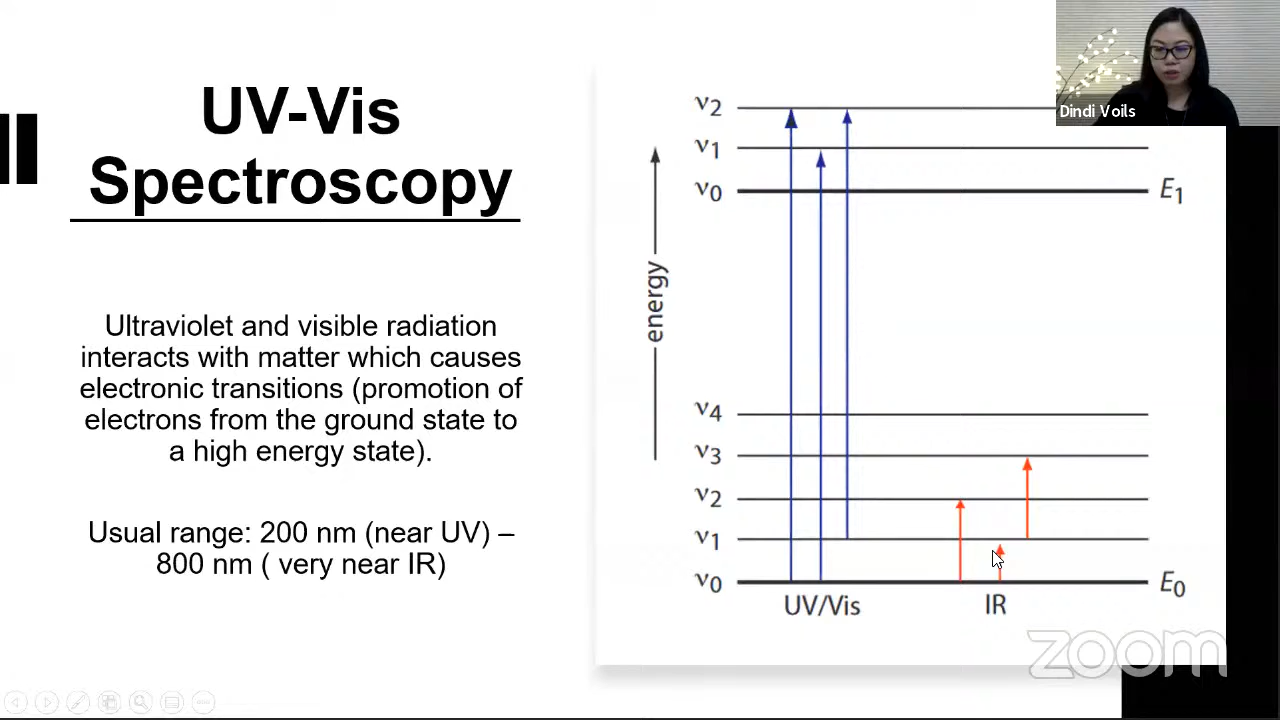 UV-Vis
Spectroscopy
Ultraviolet and visible radiation
interacts with matter which causes
electronic transitions (promotion of
electrons from the ground state to
a high energy state).
Usual range: 200 nm (near UV) –
800 nm ( very near IR)
energy
ν2
ν1
ν0 E1
ν4
ν3
ν2
ν1
ν0 E0
UV/Vis IR
Dindi Voils
zoom